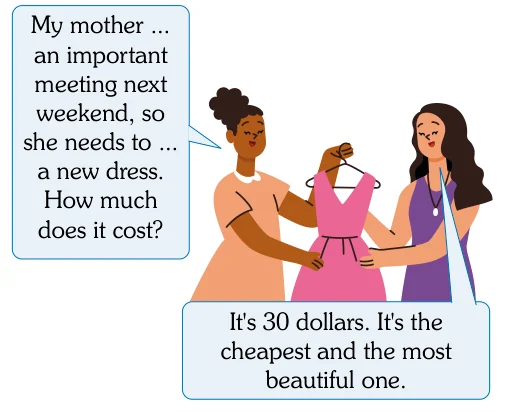 My mother ...
an important
meeting next
weekend, so
she needs to ...
a new dress.
How much
does it cost?
It's 30 dollars. It's the
cheapest and the most
beautiful one.